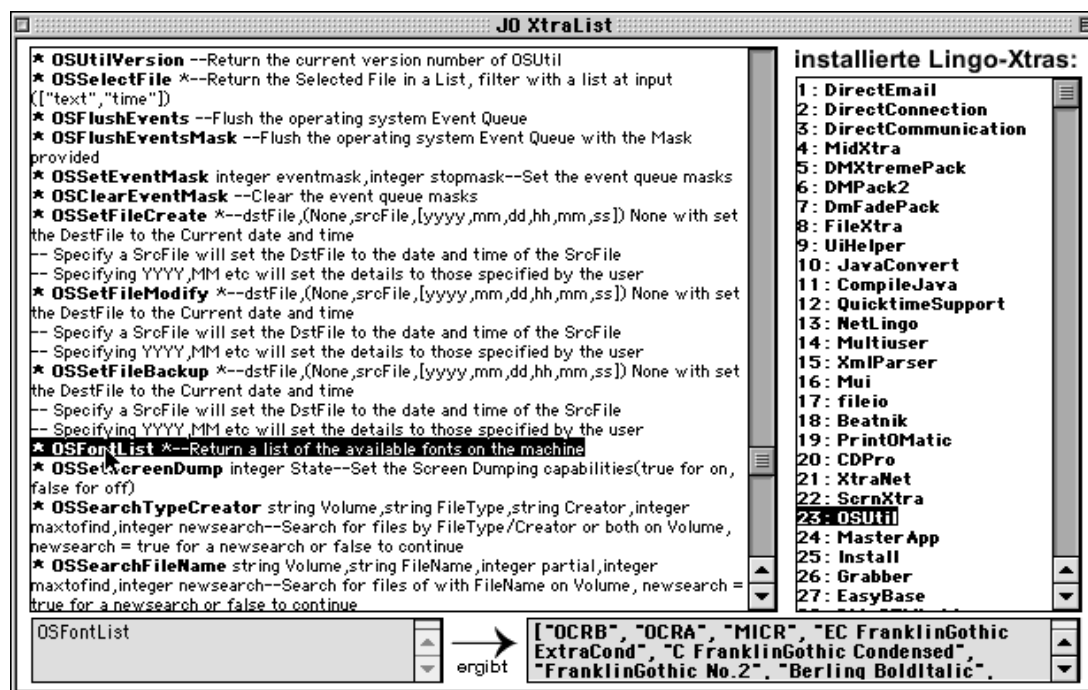 JO XtraList
* OSUtilVersion --Return the current version number of OSUtil
* OSSelectFile *--Return the Selected File in a List, filter with a list at input
(["text","time"])
* OSFlushEvents --Flush the operating system Event Queue
* OSFlushEventsMask --Flush the operating system Event Queue with the Mask
provided
* OSSetEventMask integer eventmask,integer stopmask--Set the event queue masks
* OSClearEventMask --Clear the event queue masks
* OSSetFileCreate *--dstFile,(None,srcFile,[yyyy,mm,dd,hh,mm,ss]) None with set
the DestFile to the Current date and time
-- Specify a SrcFile will set the DstFile to the date and time of the SrcFile
-- Specifying YYYY,MM etc will set the details to those specified by the user
* OSSetFileModify *--dstFile,(None,srcFile,[yyyy,mm,dd,hh,mm,ss]) None with set
the DestFile to the Current date and time
-- Specify a SrcFile will set the DstFile to the date and time of the SrcFile
-- Specifying YYYY,MM etc will set the details to those specified by the user
* OSSetFileBackup *--dstFile,(None,srcFile,[yyyy,mm,dd,hh,mm,ss]) None with set
the DestFile to the Current date and time
-- Specify a SrcFile will set the DstFile to the date and time of the SrcFile
-- Specifying YYYY,MM etc will set the details to those specified by the user
* OSFontList *--Return a list of the available fonts on the machine
* OSSetScreenDump integer State--Set the Screen Dumping capabilities(true for on,
false for off)
* OSSearchTypeCreator string Volume,string FileType,string Creator,integer
maxtofind,integer newsearch--Search for files by FileType/Creator or both on Volume,
newsearch = true for a newsearch or false to continue
* OSSearchFileName string Volume,string FileName,integer partial,integer
maxtofind,integer newsearch--Search for files of with FileName on Volume, newsearch =
true for a newsearch or false to continue
installierte Lingo-Xtras:
1 : DirectEmail
2 : DirectConnection
3 : DirectCommunication
4 : MidXtra
5 : DMXtremePack
6 : DMPack2
7 : DmFadePack
8 : FileXtra
9 : UiHelper
10 : JavaConvert
11 : CompileJava
12 : QuicktimeSupport
13 : NetLingo
14 : Multiuser
15 : XmlParser
16 : Mui
17 : fileio
18 : Beatnik
19 : PrintOMatic
20 : CDPro
21 : XtraNet
22 : ScrnXtra
23 : OSUtil
24 : MasterApp
25 : Install
26 : Grabber
27 : EasyBase
OSFontList
ergibt
["OCRB", "OCRA", "MICR", "EC FranklinGothic
ExtraCond", "C FranklinGothic Condensed",
"FranklinGothic No.2", "Berling BoldItalic",